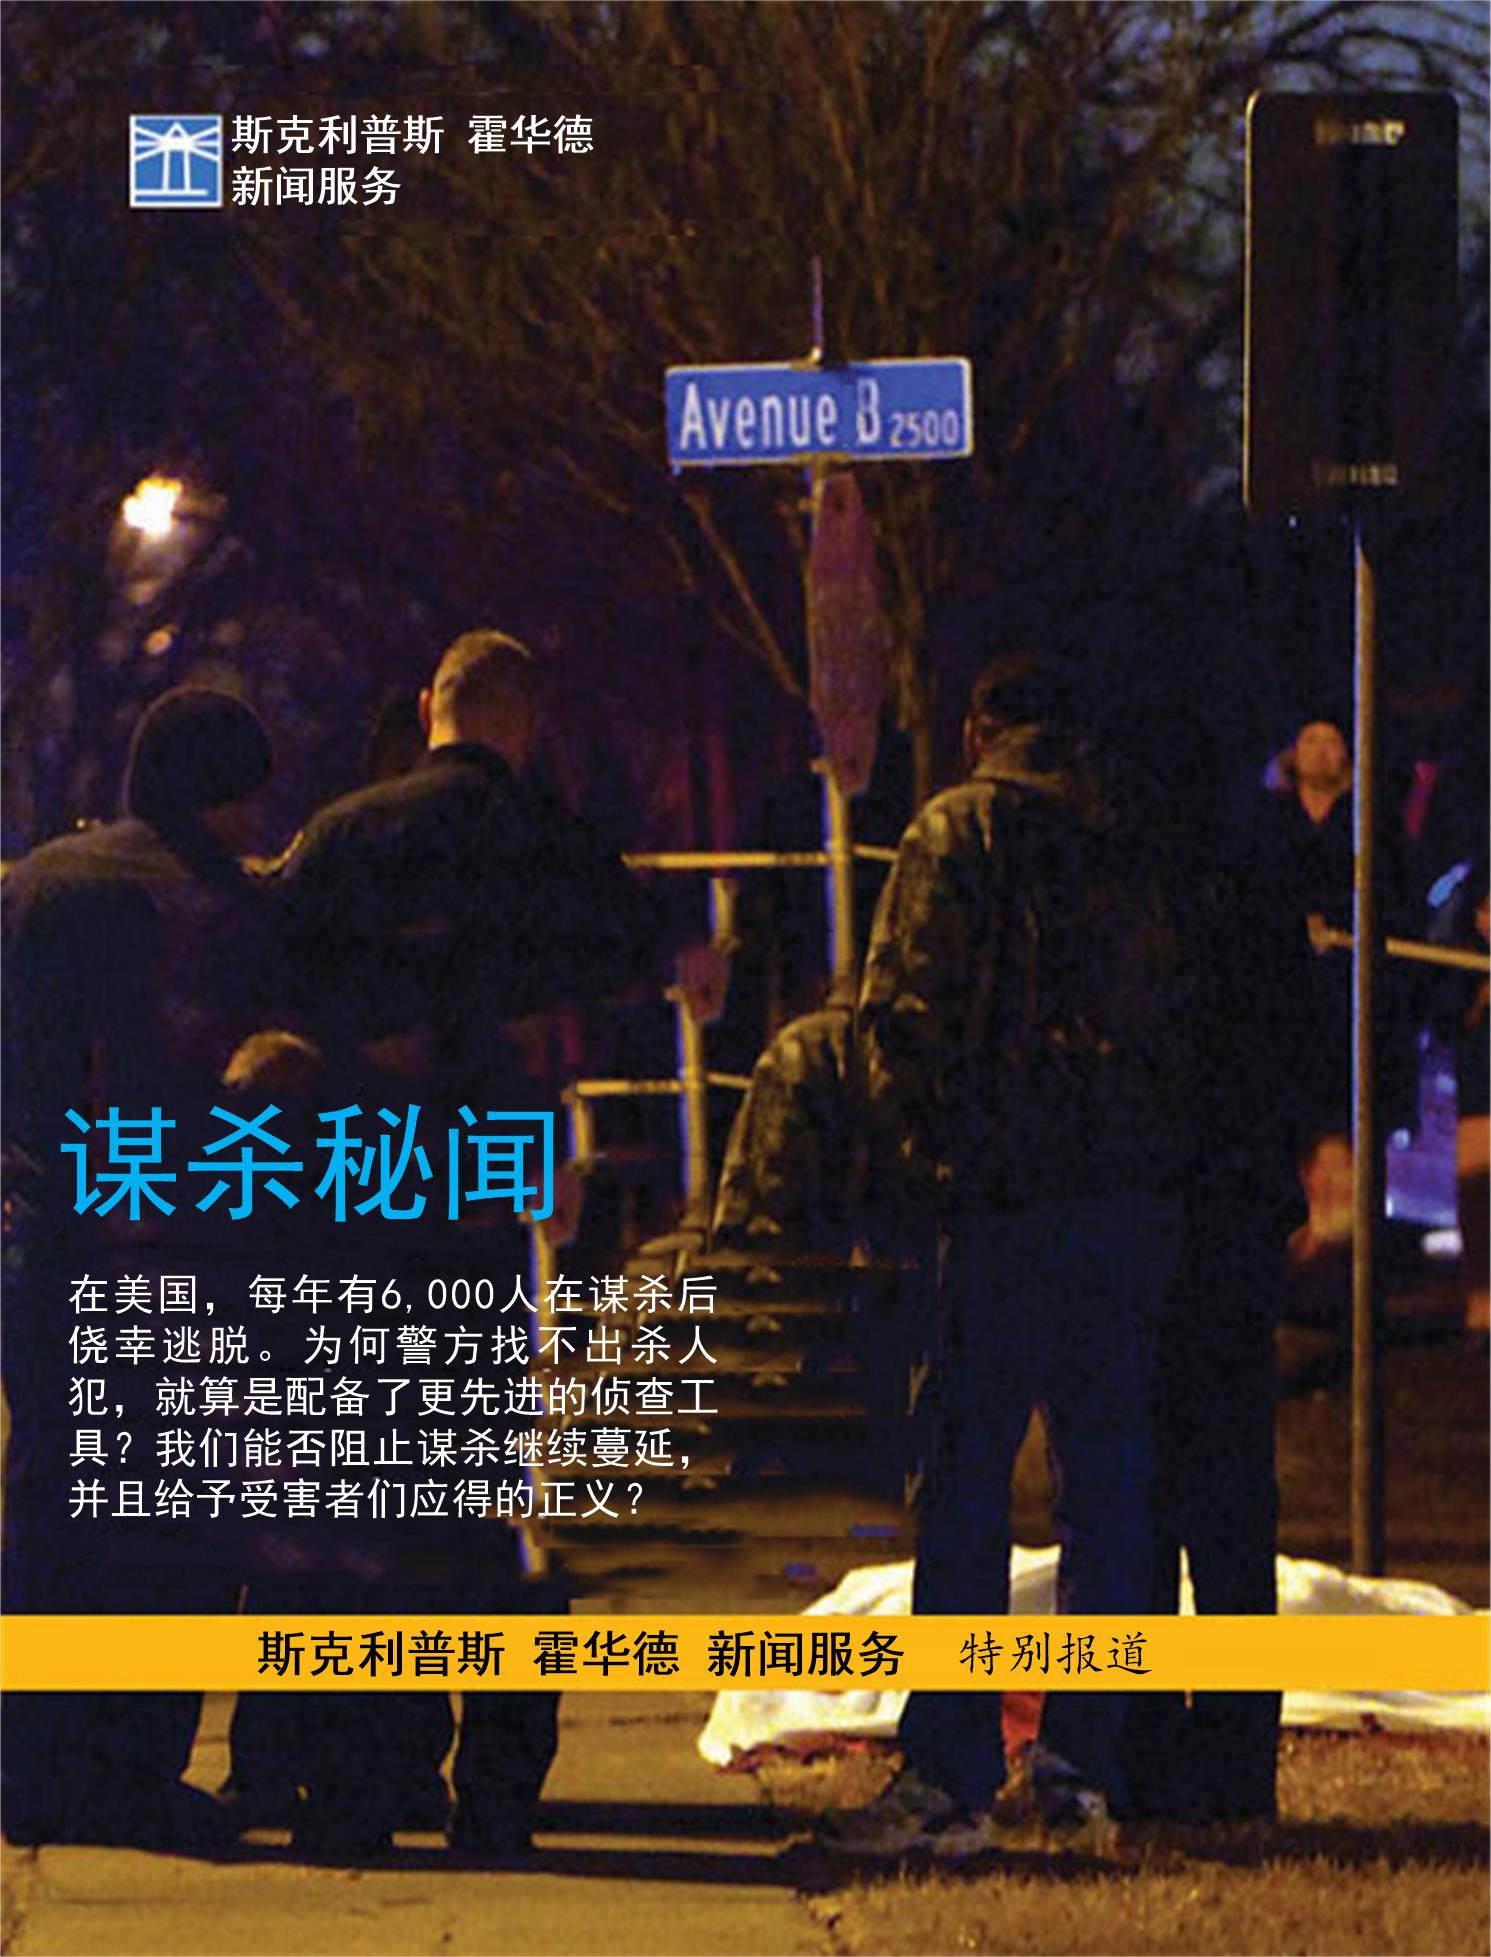 斯克利普斯 霍华德
新闻服务
Avenue B 2500
谋杀秘闻
在美国，每年有6,000人在谋杀后
侥幸逃脱。为何警方找不出杀人
犯，就算是配备了更先进的侦查工
具？我们能否阻止谋杀继续蔓延，
并且给予受害者们应得的正义？
斯克利普斯 霍华德 新闻服务 特别报道